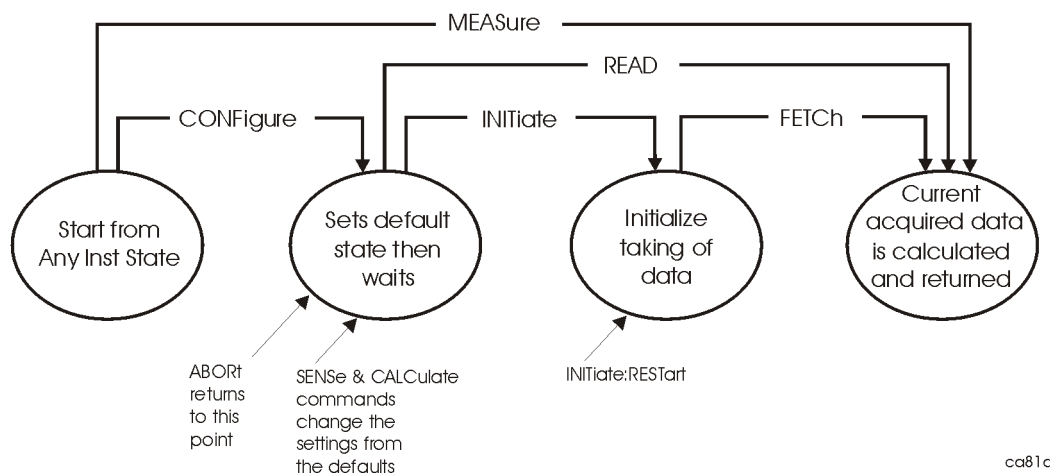 MEASure
READ
CONFigure
INITiate
FETCh
Start from
Any Inst State
Sets default
state then
waits
Initialize
taking of
data
Current
acquired data
is calculated
and returned
ABORt
returns
to this
point
SENSe & CALCulate
commands
change the
settings from
the defaults
INITiate:RESTart
ca81c